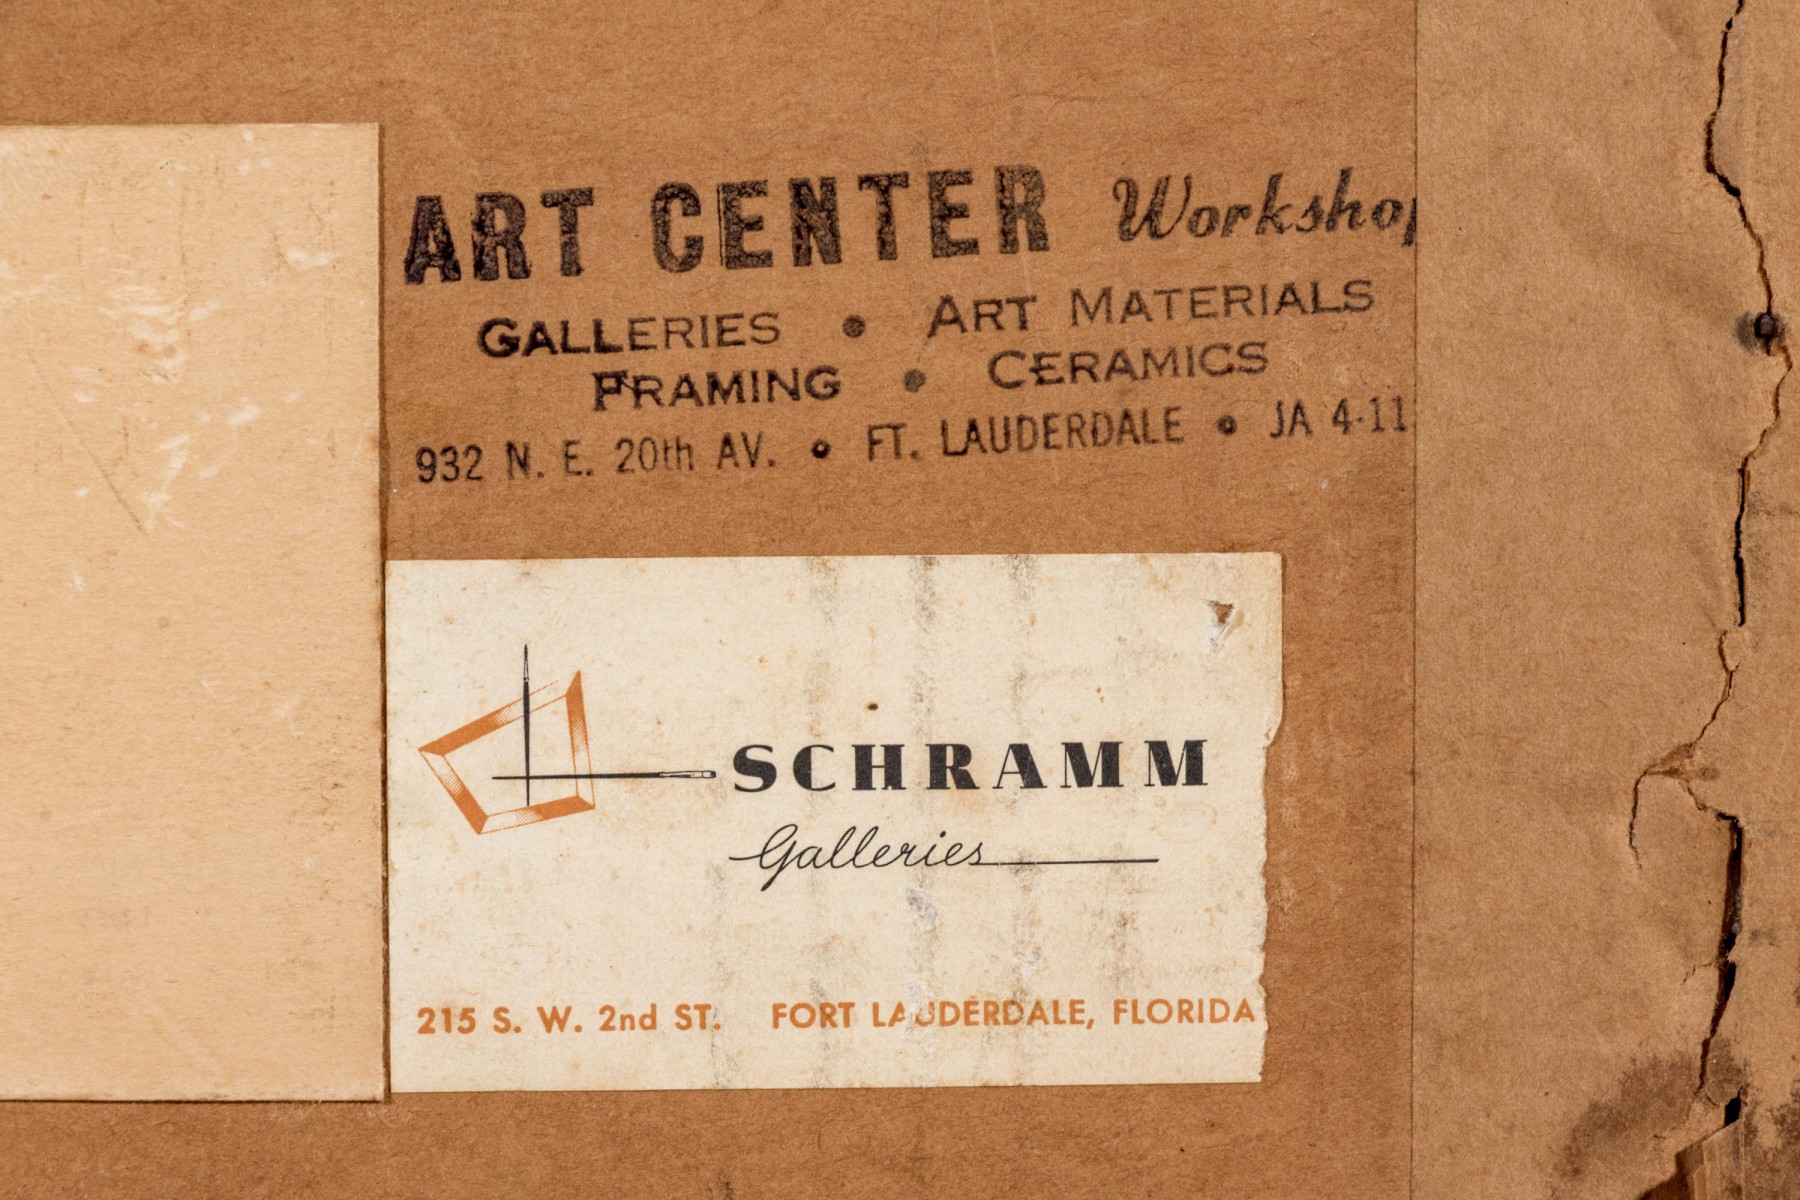 ART CENTER Workshop
GALLERIES • ART MATERIALS
FRAMING • CERAMICS
932 N. E. 20th AV. • FT. LAUDERDALE • JA 4-11
SCHRAMM
Galleries
215 S. W. 2nd ST. FORT LAUDERDALE, FLORIDA